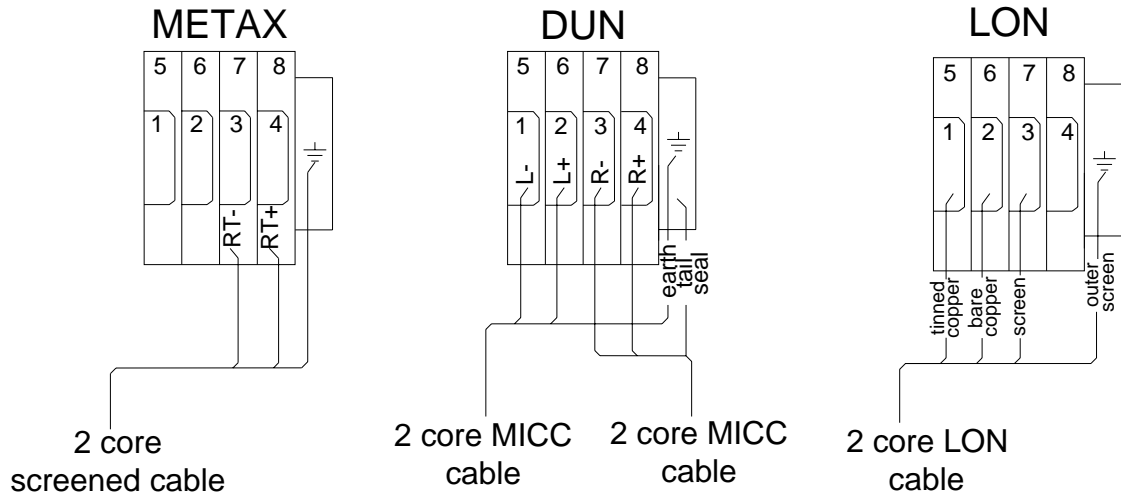 METAX
5 6 7 8
1 2 3 4
RT-
RT+
2 core
screened cable
DUN
5 6 7 8
1 2 3 4
L-
L+
R-
R+
earth
tail
seal
2 core MICC
cable
2 core MICC
cable
LON
5 6 7 8
1 2 3 4
tinned
copper
bare
copper
screen
outer
screen
2 core LON
cable